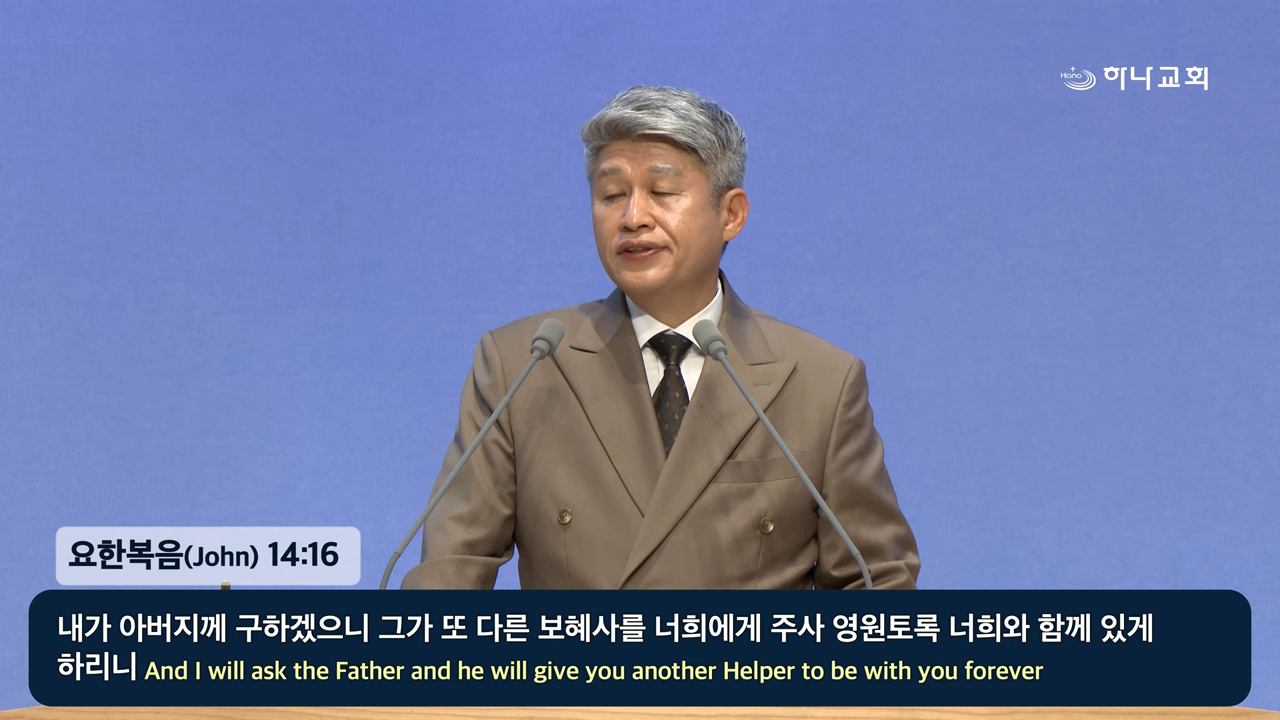 Hana 하나교회
요한복음(John) 14:16
내가 아버지께 구하겠으니 그가 또 다른 보혜사를 너희에게 주사 영원토록 너희와 함께 있게
하리니 And I will ask the Father and he will give you another Helper to be with you forever